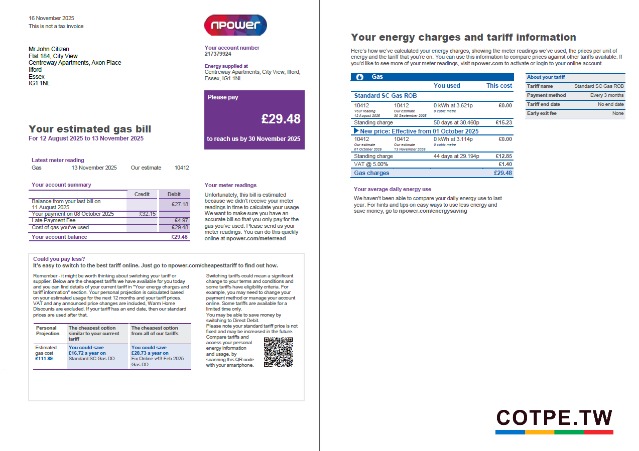 16 November 2025
This is not a tax invoice
Mr John Citizen
Flat 184, City View
Centreway Apartments, Axon Place
Ilford
Essex
IG1 1NL
npower
Your account number
217379924
Energy supplied at
Centreway Apartments, City View, Ilford,
Essex, IG1 1NL
Please pay
£29.48
to reach us by 30 November 2025
Your estimated gas bill
For 12 August 2025 to 13 November 2025
Latest meter reading
Gas 13 November 2025 Our estimate 10412
Your account summary
Credit Debit
Balance from your last bill on
11 August 2025 £27.18
Your payment on 08 October 2025 £32.15
Late Payment Fee £4.97
Cost of gas you've used £29.48
Your account balance £29.48
Your meter readings
Unfortunately, this bill is estimated
because we didn't receive your meter
readings in time to calculate your usage.
We want to make sure you have an
accurate bill so that you only pay for the
gas you've used. Please send us your
meter readings. You can do this quickly
online at npower.com/meterread
Could you pay less?
It's easy to switch to the best tariff online. Just go to npower.com/cheapesttariff to find out how.
Remember - it might be worth thinking about switching your tariff or
supplier. Below are the cheapest tariffs we have available for you today
and you can find details of your current tariff in "Your energy charges and
tariff information" section. Your personal projection is calculated based
on your estimated usage for the next 12 months and your tariff prices.
VAT and any announced price changes are included. Warm Home
Discounts are excluded. If your tariff has an end date, then our standard
prices are used after that.
Personal
Projection
The cheapest option
similar to your current
tariff
The cheapest option
from all of our tariffs
Estimated
gas cost
£111.89
You could save
£16.72 a year on
Standard SC Gas DD
You could save
£28.73 a year on
Fix Online v49 Feb 2026
Gas DD
Switching tariffs could mean a significant
change to your terms and conditions and
some tariffs have eligibility criteria. For
example, you may need to change your
payment method or manage your account
online. Some tariffs are available for a
limited time only.
You may be able to save money by
switching to Direct Debit.
Please note your standard tariff price is not
fixed and may be increased in the future.
Compare tariffs and
access your personal
energy information
and usage, by
scanning this QR code
with your smartphone.
Your energy charges and tariff information
Here's how we've calculated your energy charges, showing the meter readings we've used, the prices per unit of
energy and the tariff that you're on. You can use this information to compare prices against other tariffs available. If
you'd like to see more of your meter readings, visit npower.com to activate or login to your online account
Gas You used This cost
Standard SC Gas ROB
10412 10412 0 kWh at 3.621p £0.00
Your reading Our estimate 0 cubic metre
12 August 2025 30 September 2025
Standing charge 50 days at 30.460p £15.23
New price: Effective from 01 October 2025
10412 10412 0 kWh at 3.114p £0.00
Our estimate Our estimate 0 cubic metre
01 October 2025 13 November 2025
Standing charge 44 days at 29.194p £12.85
VAT @ 5.00% £1.40
Gas charges £29.48
About your tariff
Tariff name Standard SC Gas ROB
Payment method Every 3 months
Tariff end date No end date
Early exit fee None
Your average daily energy use
We haven't been able to compare your daily energy use to last
year. For hints and tips on easy ways to use less energy and
save money, go to npower.com/energysaving
COTPE.TW